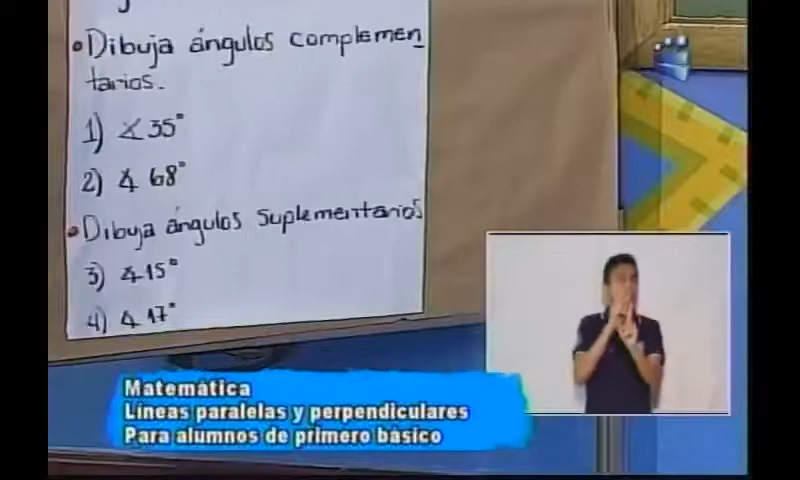 • Dibuja ángulos complemen
tarios.
1) ∡ 35°
2) ∡ 68°
• Dibuja ángulos suplementarios
3) ∡ 15°
4) ∡ 17°
Matemática
Líneas paralelas y perpendiculares
Para alumnos de primero básico